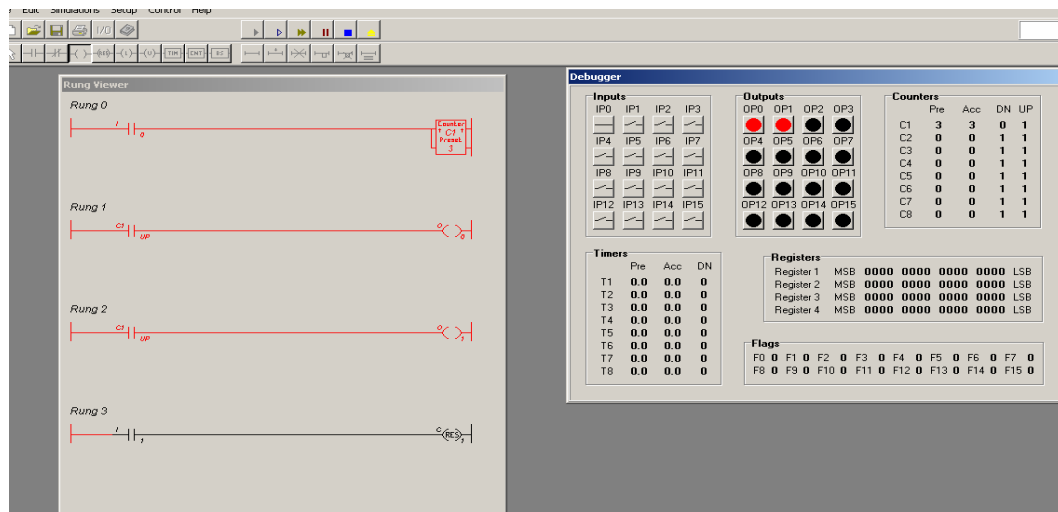 Edit Simulations Setup Control Help
I/O
(RES) (L) (U) TIM CNT
Rung Viewer
Rung 0
I
0
Counter
C1
Preset
3
Rung 1
C1
UP
O
0
Rung 2
C1
UP
O
1
Rung 3
I
1
C
(RES)
1
Debugger
Inputs
IP0 IP1 IP2 IP3
IP4 IP5 IP6 IP7
IP8 IP9 IP10 IP11
IP12 IP13 IP14 IP15
Outputs
OP0 OP1 OP2 OP3
OP4 OP5 OP6 OP7
OP8 OP9 OP10 OP11
OP12 OP13 OP14 OP15
Counters
Pre Acc DN UP
C1 3 3 0 1
C2 0 0 1 1
C3 0 0 1 1
C4 0 0 1 1
C5 0 0 1 1
C6 0 0 1 1
C7 0 0 1 1
C8 0 0 1 1
Timers
Pre Acc DN
T1 0.0 0.0 0
T2 0.0 0.0 0
T3 0.0 0.0 0
T4 0.0 0.0 0
T5 0.0 0.0 0
T6 0.0 0.0 0
T7 0.0 0.0 0
T8 0.0 0.0 0
Registers
Register 1 MSB 0000 0000 0000 0000 LSB
Register 2 MSB 0000 0000 0000 0000 LSB
Register 3 MSB 0000 0000 0000 0000 LSB
Register 4 MSB 0000 0000 0000 0000 LSB
Flags
F0 0 F1 0 F2 0 F3 0 F4 0 F5 0 F6 0 F7 0
F8 0 F9 0 F10 0 F11 0 F12 0 F13 0 F14 0 F15 0